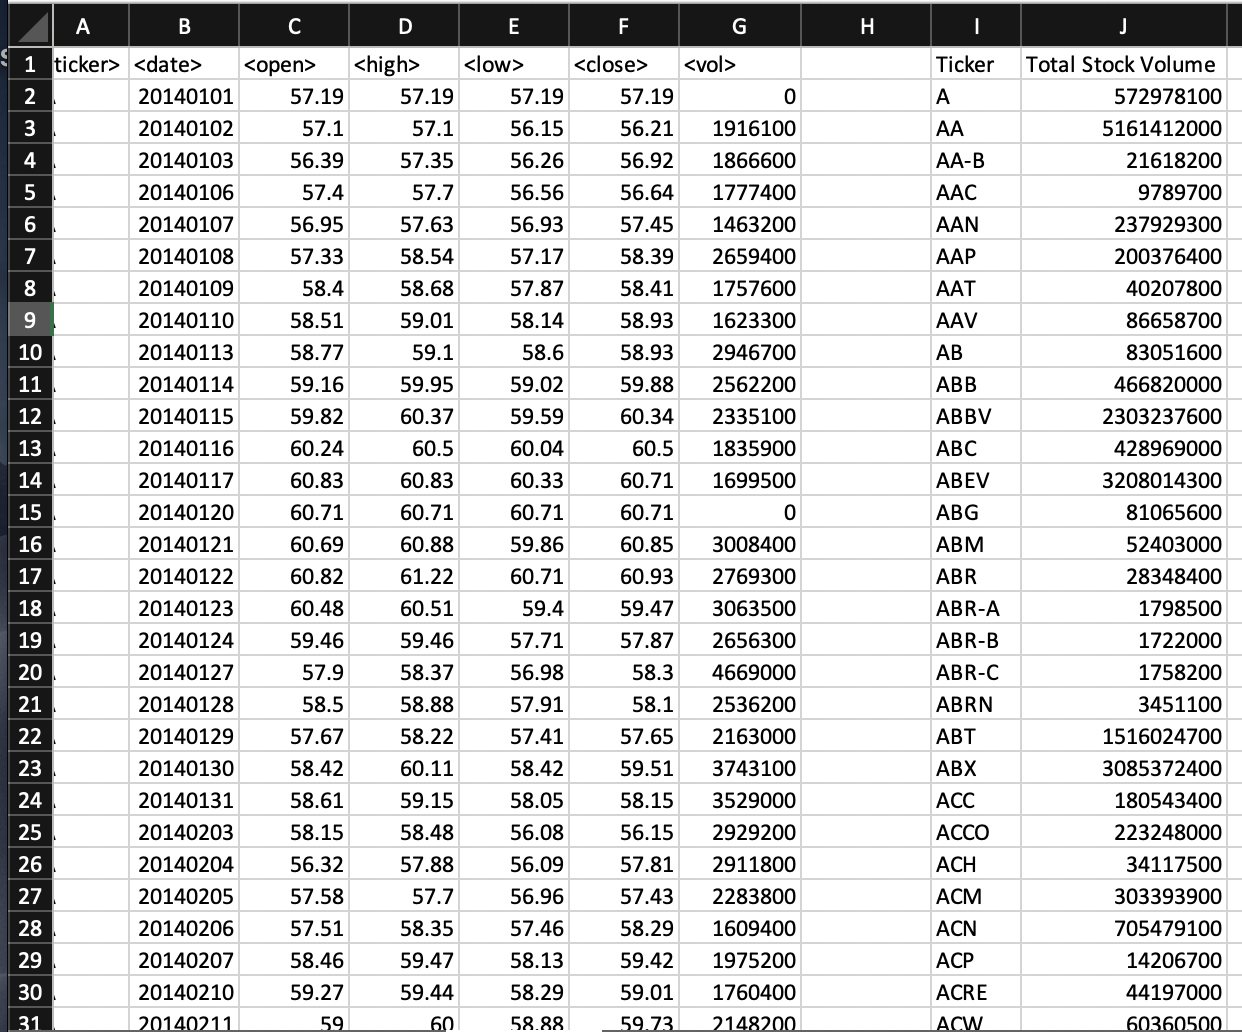 A B C D E F G H I J
1 ticker> <date> <open> <high> <low> <close> <vol> Ticker Total Stock Volume
2 20140101 57.19 57.19 57.19 57.19 0 A 572978100
3 20140102 57.1 57.1 56.15 56.21 1916100 AA 5161412000
4 20140103 56.39 57.35 56.26 56.92 1866600 AA-B 21618200
5 20140106 57.4 57.7 56.56 56.64 1777400 AAC 9789700
6 20140107 56.95 57.63 56.93 57.45 1463200 AAN 237929300
7 20140108 57.33 58.54 57.17 58.39 2659400 AAP 200376400
8 20140109 58.4 58.68 57.87 58.41 1757600 AAT 40207800
9 20140110 58.51 59.01 58.14 58.93 1623300 AAV 86658700
10 20140113 58.77 59.1 58.6 58.93 2946700 AB 83051600
11 20140114 59.16 59.95 59.02 59.88 2562200 ABB 466820000
12 20140115 59.82 60.37 59.59 60.34 2335100 ABBV 2303237600
13 20140116 60.24 60.5 60.04 60.5 1835900 ABC 428969000
14 20140117 60.83 60.83 60.33 60.71 1699500 ABEV 3208014300
15 20140120 60.71 60.71 60.71 60.71 0 ABG 81065600
16 20140121 60.69 60.88 59.86 60.85 3008400 ABM 52403000
17 20140122 60.82 61.22 60.71 60.93 2769300 ABR 28348400
18 20140123 60.48 60.51 59.4 59.47 3063500 ABR-A 1798500
19 20140124 59.46 59.46 57.71 57.87 2656300 ABR-B 1722000
20 20140127 57.9 58.37 56.98 58.3 4669000 ABR-C 1758200
21 20140128 58.5 58.88 57.91 58.1 2536200 ABRN 3451100
22 20140129 57.67 58.22 57.41 57.65 2163000 ABT 1516024700
23 20140130 58.42 60.11 58.42 59.51 3743100 ABX 3085372400
24 20140131 58.61 59.15 58.05 58.15 3529000 ACC 180543400
25 20140203 58.15 58.48 56.08 56.15 2929200 ACCO 223248000
26 20140204 56.32 57.88 56.09 57.81 2911800 ACH 34117500
27 20140205 57.58 57.7 56.96 57.43 2283800 ACM 303393900
28 20140206 57.51 58.35 57.46 58.29 1609400 ACN 705479100
29 20140207 58.46 59.47 58.13 59.42 1975200 ACP 14206700
30 20140210 59.27 59.44 58.29 59.01 1760400 ACRE 44197000
31 20140211 59 60 58.88 59.73 2148200 ACW 60360500